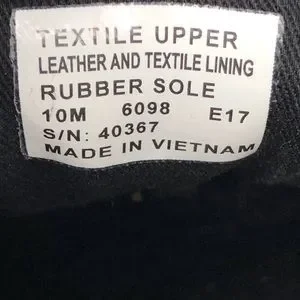 TEXTILE UPPER
LEATHER AND TEXTILE LINING
RUBBER SOLE
10M 6098 E17
S/N: 40367
MADE IN VIETNAM